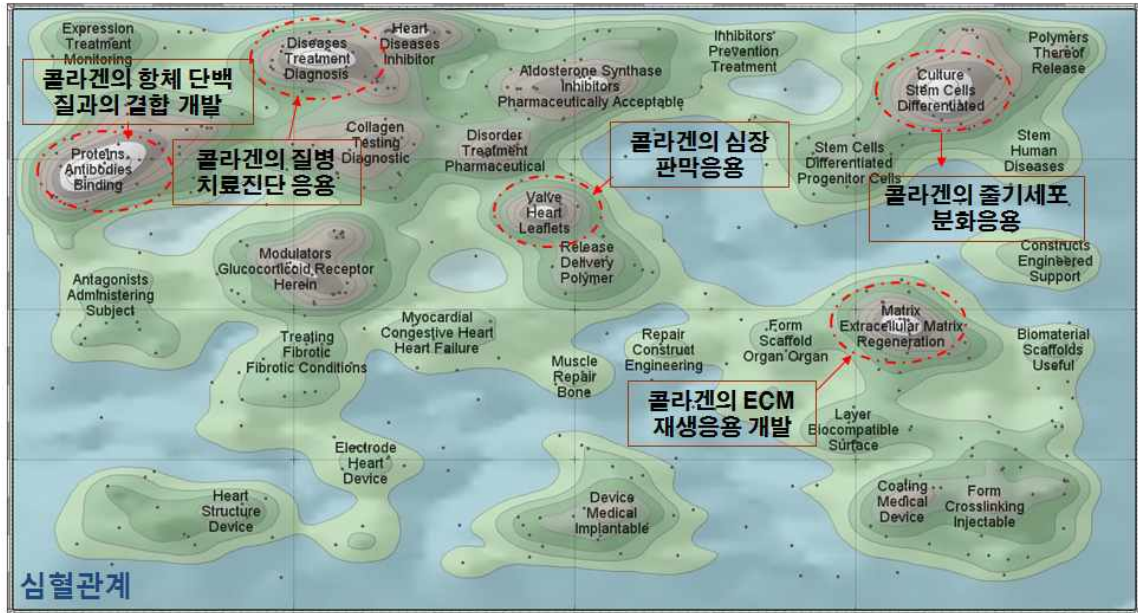 Expression
Treatment
Monitoring
Diseases
Treatment
Diagnosis
Heart
Diseases
Inhibitor
Aldosterone Synthase
Inhibitors
Pharmaceutically Acceptable
Inhibitors
Prevention
Treatment
Culture
Stem Cells
Differentiated
Polymers
Thereof
Release
콜라겐의 항체 단백
질과의 결합 개발
Proteins
Antibodies
Binding
콜라겐의 질병
치료진단 응용
Collagen
Testing
Diagnostic
Disorder
Treatment
Pharmaceutical
콜라겐의 심장
판막응용
Stem Cells
Differentiated
Progenitor Cells
Stem
Human
Diseases
콜라겐의 줄기세포
분화응용
Valve
Heart
Leaflets
Release
Delivery
Polymer
Modulators
Glucocorticoid Receptor
Herein
Antagonists
Administering
Subject
Constructs
Engineered
Support
Treating
Fibrotic
Fibrotic Conditions
Myocardial
Congestive Heart
Heart Failure
Muscle
Repair
Bone
Repair
Construct
Engineering
Form
Scaffold
Organ Organ
Matrix
Extracellular Matrix
Regeneration
Biomaterial
Scaffolds
Useful
콜라겐의 ECM
재생응용 개발
Layer
Biocompatible
Surface
Electrode
Heart
Device
Heart
Structure
Device
Device
Medical
Implantable
Coating
Medical
Device
Form
Crosslinking
Injectable
심혈관계